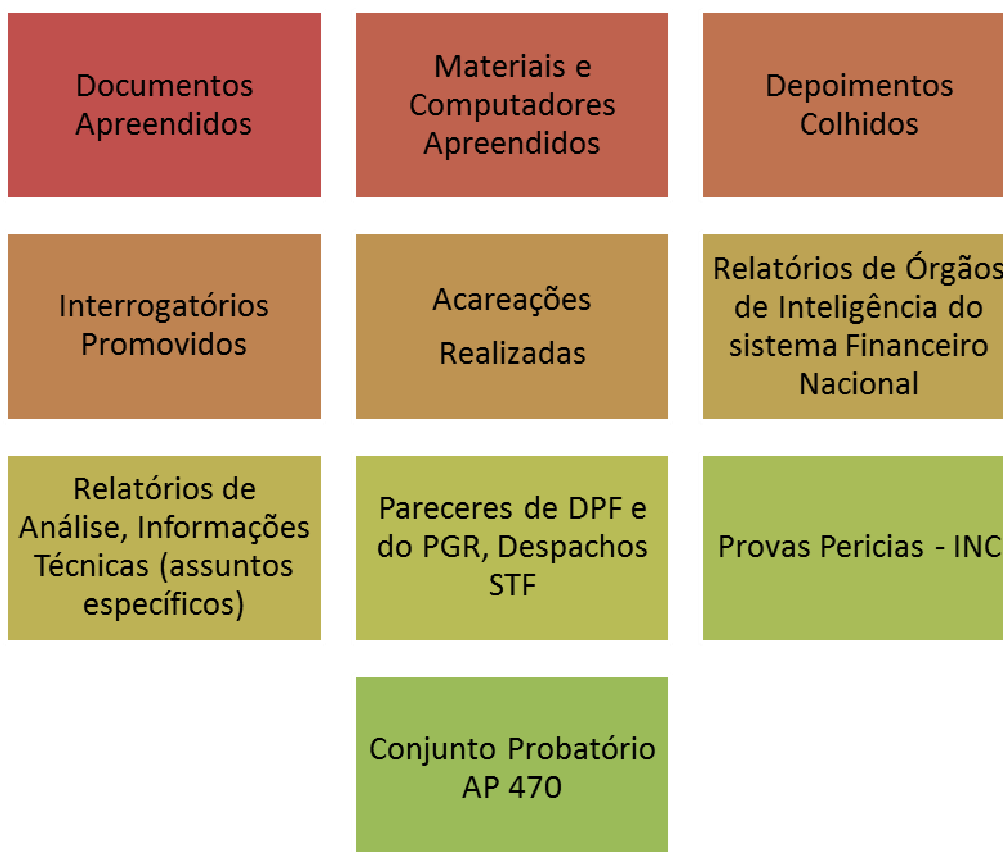 Documentos
Apreendidos
Materiais e
Computadores
Apreendidos
Depoimentos
Colhidos
Interrogatórios
Promovidos
Acareações
Realizadas
Relatórios de Órgãos
de Inteligência do
sistema Financeiro
Nacional
Relatórios de
Análise, Informações
Técnicas (assuntos
específicos)
Pareceres de DPF e
do PGR, Despachos
STF
Provas Pericias - INC
Conjunto Probatório
AP 470